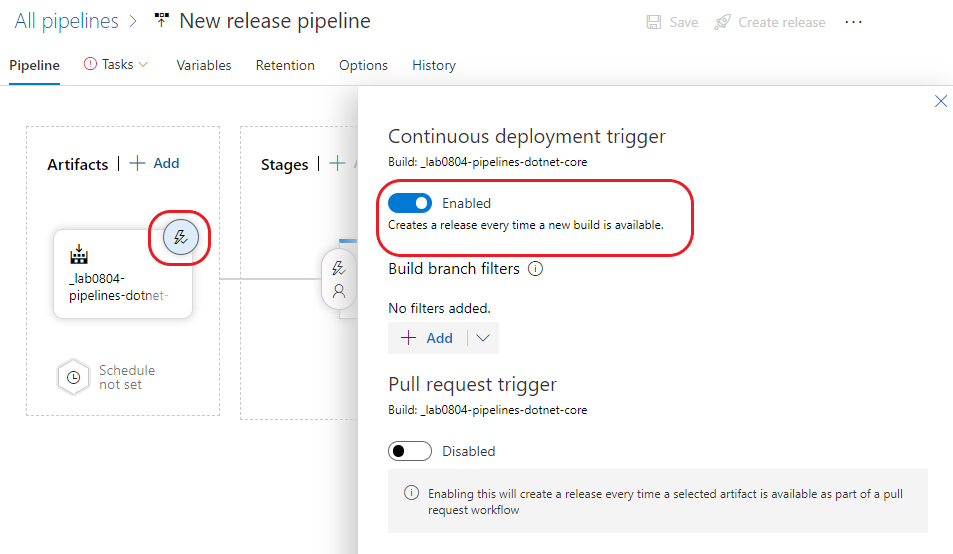 All pipelines > New release pipeline
Save Create release ...
Pipeline Tasks Variables Retention Options History
Artifacts | + Add
Stages | + A
_lab0804-
pipelines-dotnet-
Schedule
not set
Continuous deployment trigger
Build: _lab0804-pipelines-dotnet-core
Enabled
Creates a release every time a new build is available.
Build branch filters
No filters added.
+ Add
Pull request trigger
Build: _lab0804-pipelines-dotnet-core
Disabled
Enabling this will create a release every time a selected artifact is available as part of a pull
request workflow